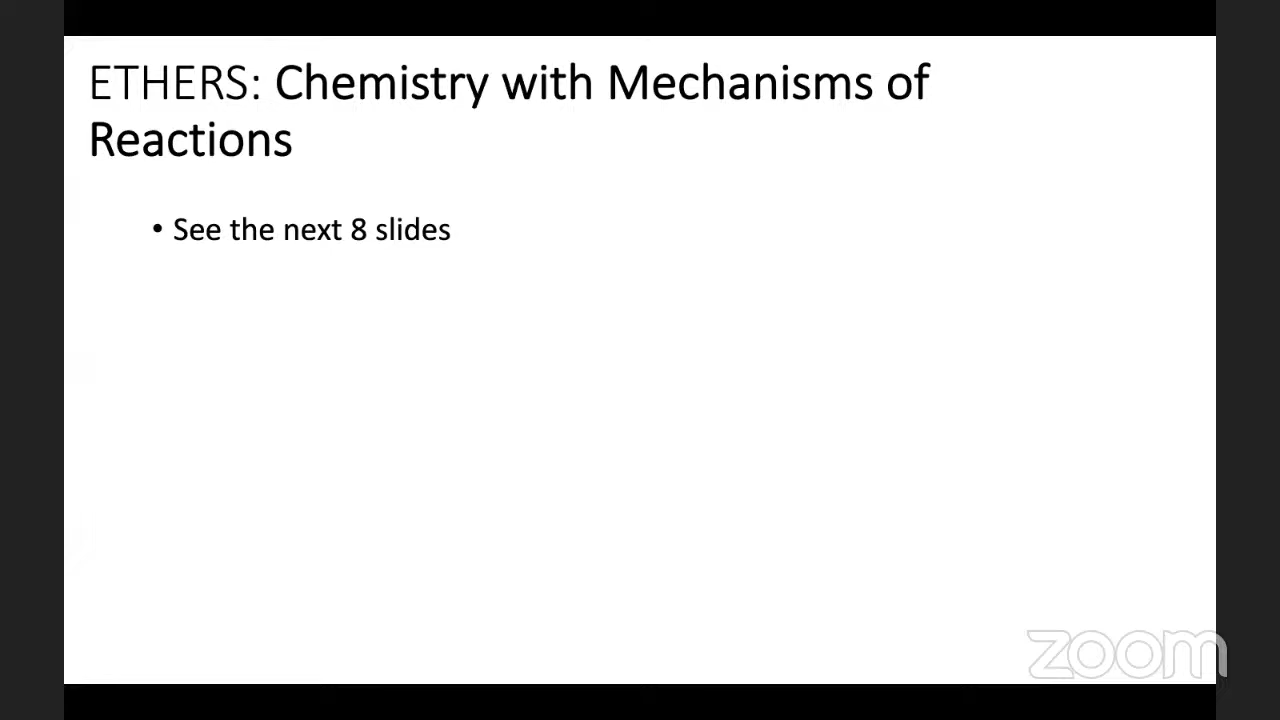 ETHERS: Chemistry with Mechanisms of
Reactions
• See the next 8 slides
zoom